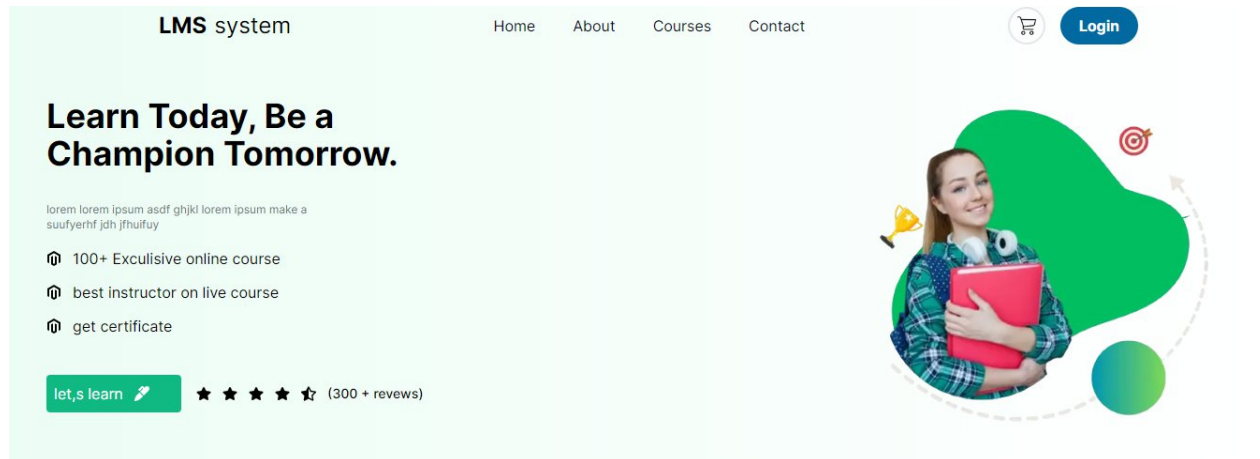 LMS system
Home
About
Courses
Contact
Login
Learn Today, Be a
Champion Tomorrow.
lorem lorem ipsum asdf ghjkl lorem ipsum make a
suufyerhf jdh jfhuifuy
100+ Exculisive online course
best instructor on live course
get certificate
let,s learn
(300 + revews)